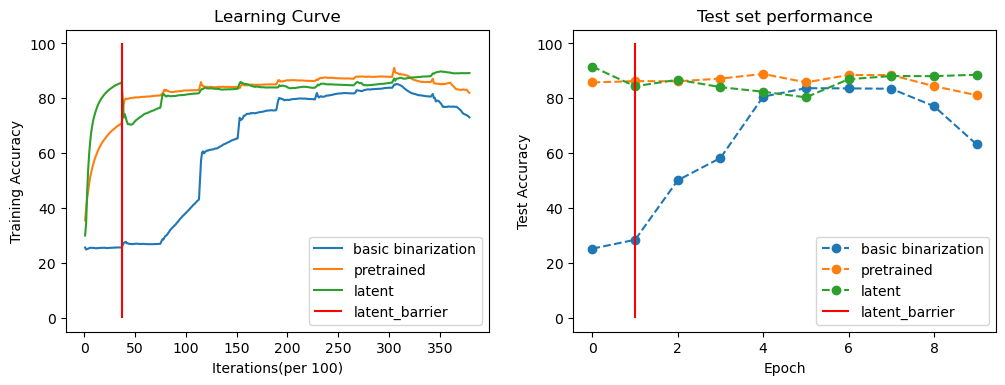 Learning Curve
Training Accuracy
100
80
60
40
20
0
0 50 100 150 200 250 300 350
Iterations(per 100)
basic binarization
pretrained
latent
latent_barrier
Test set performance
Test Accuracy
100
80
60
40
20
0
0 2 4 6 8
Epoch
basic binarization
pretrained
latent
latent_barrier